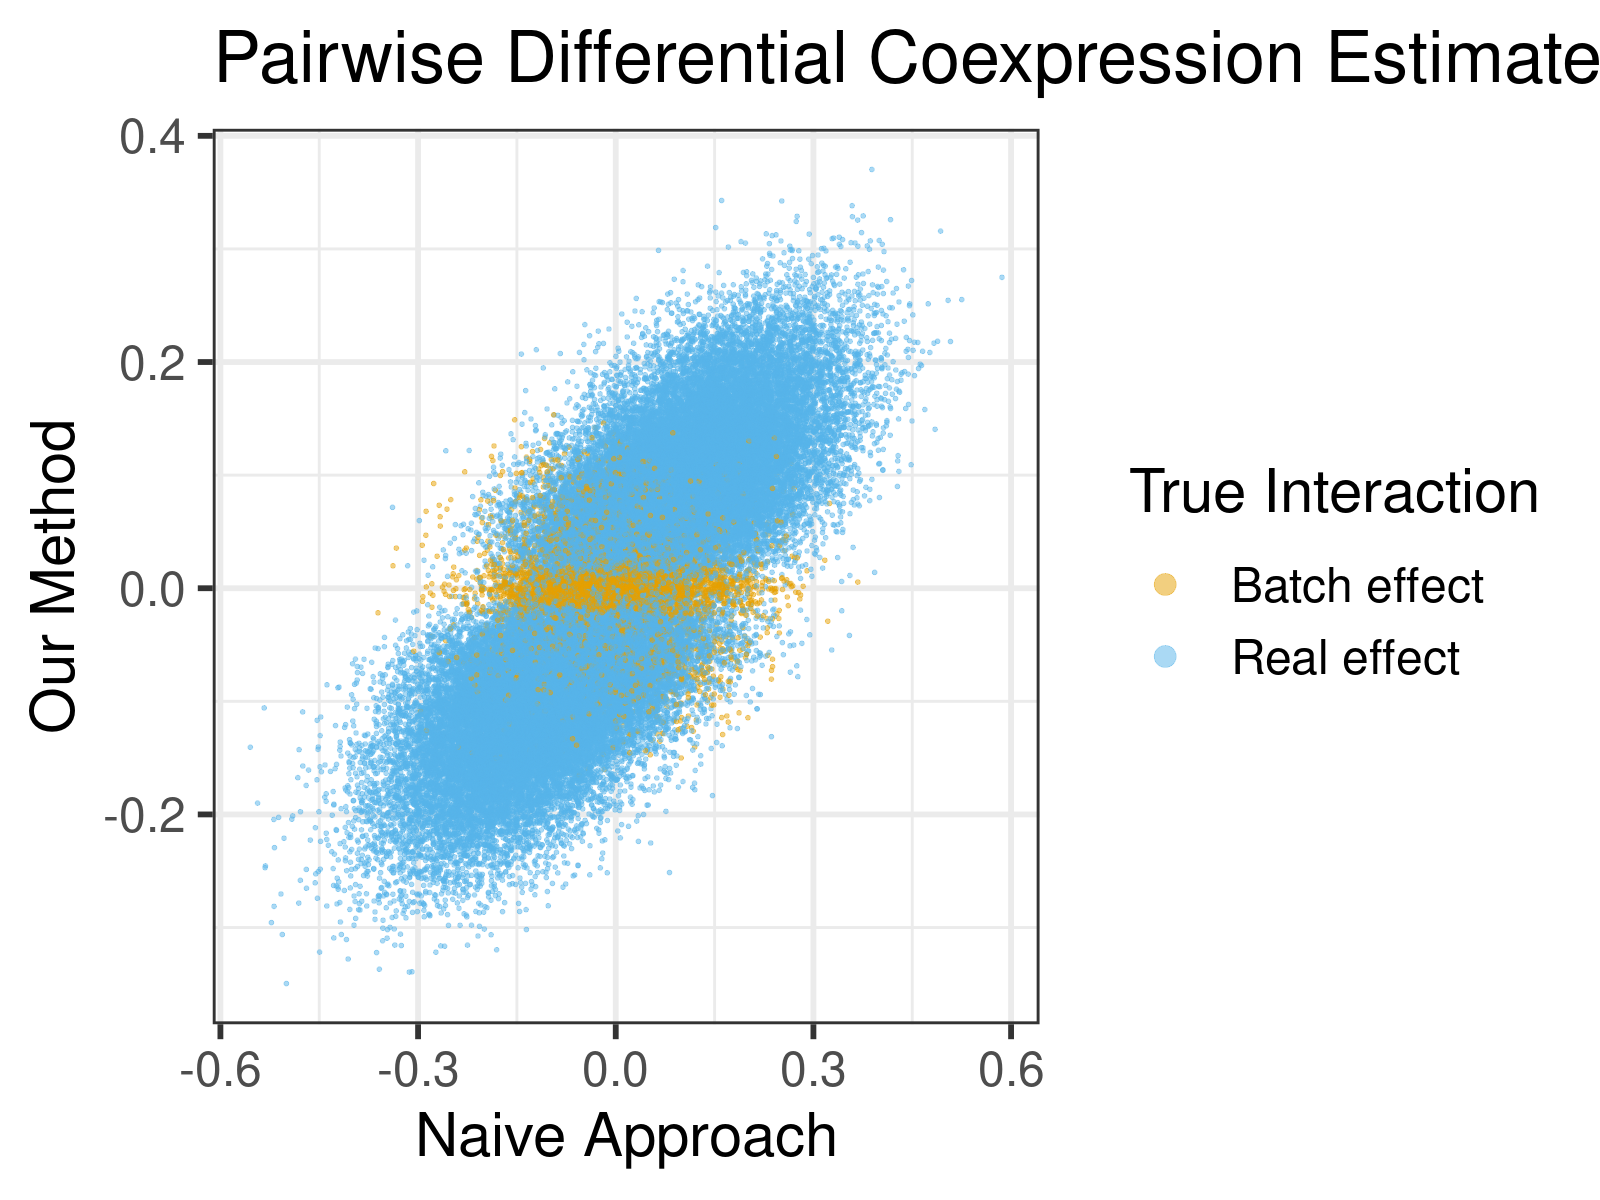 Pairwise Differential Coexpression Estimate
0.4
0.2
0.0
-0.2
Our Method
-0.6
-0.3
0.0
0.3
0.6
Naive Approach
True Interaction
Batch effect
Real effect